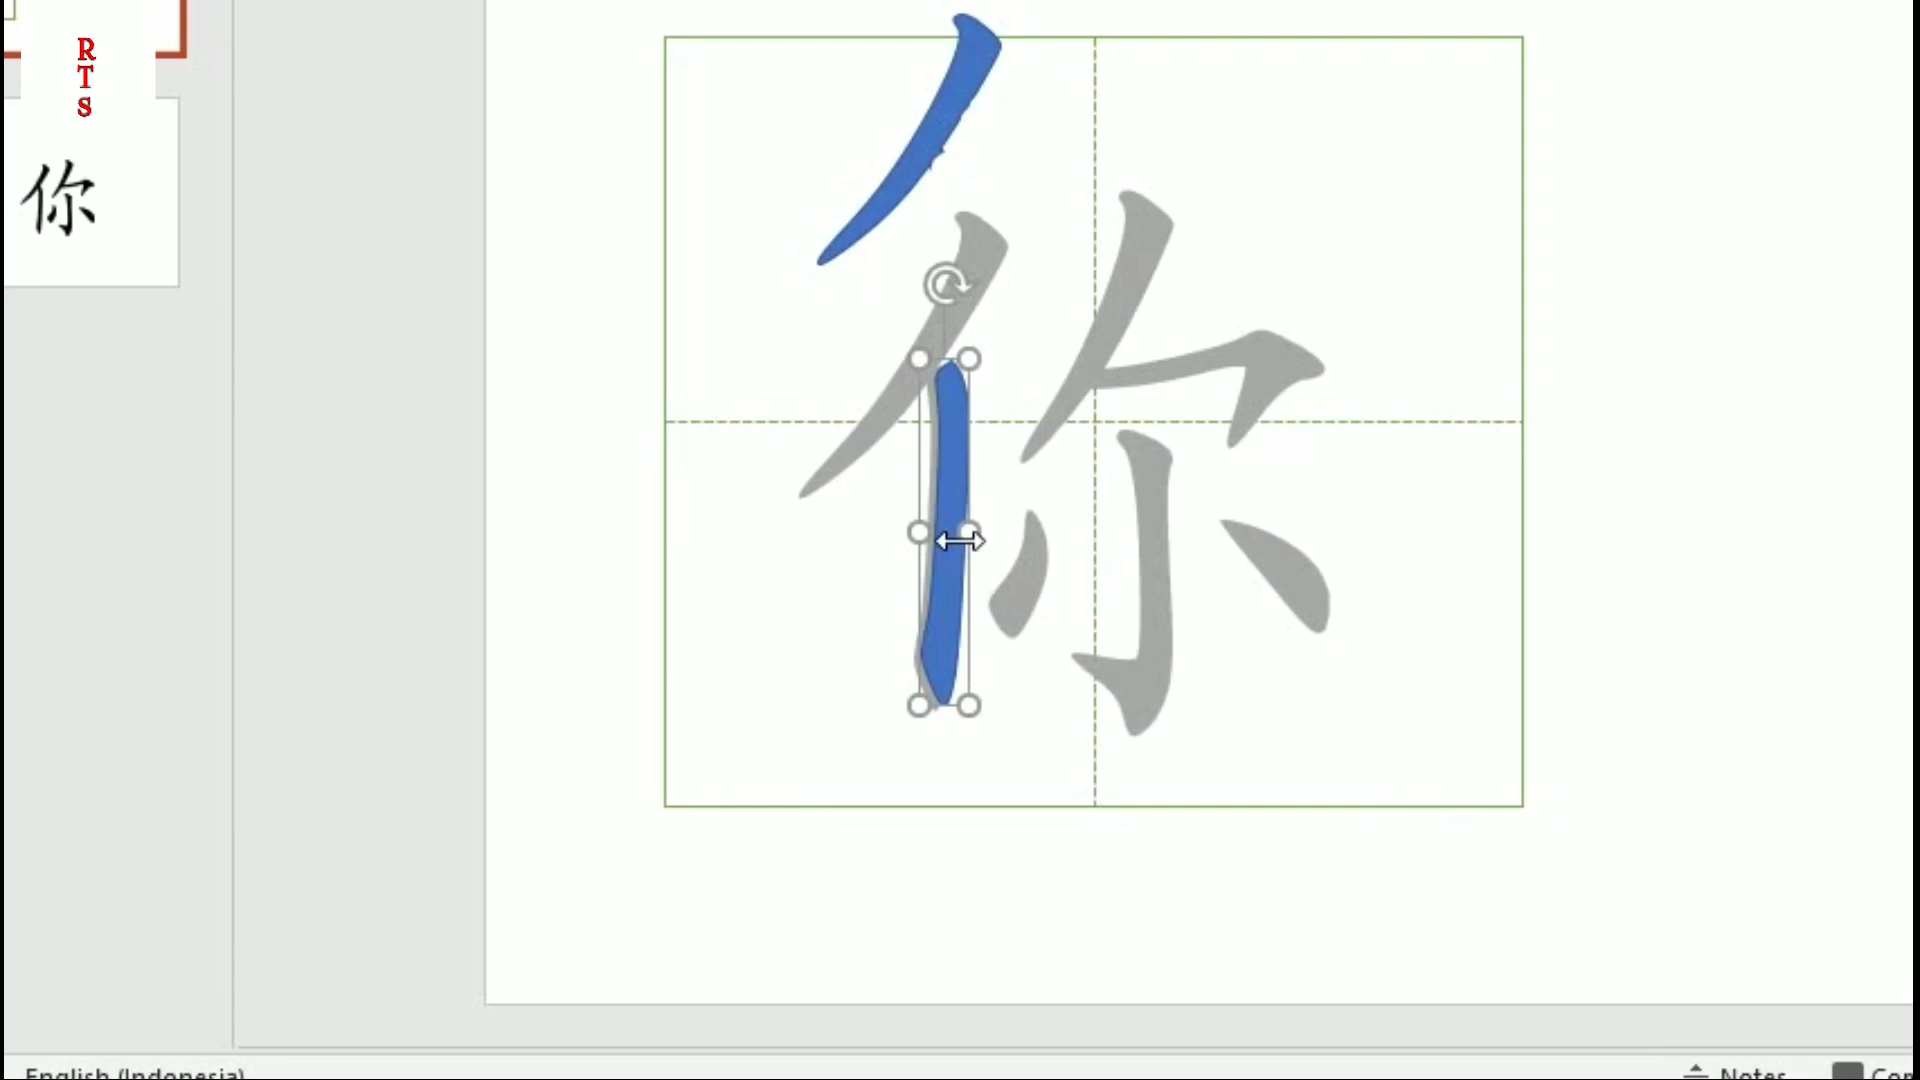 R
T
S
你
你
English (Indonesia)
Notes